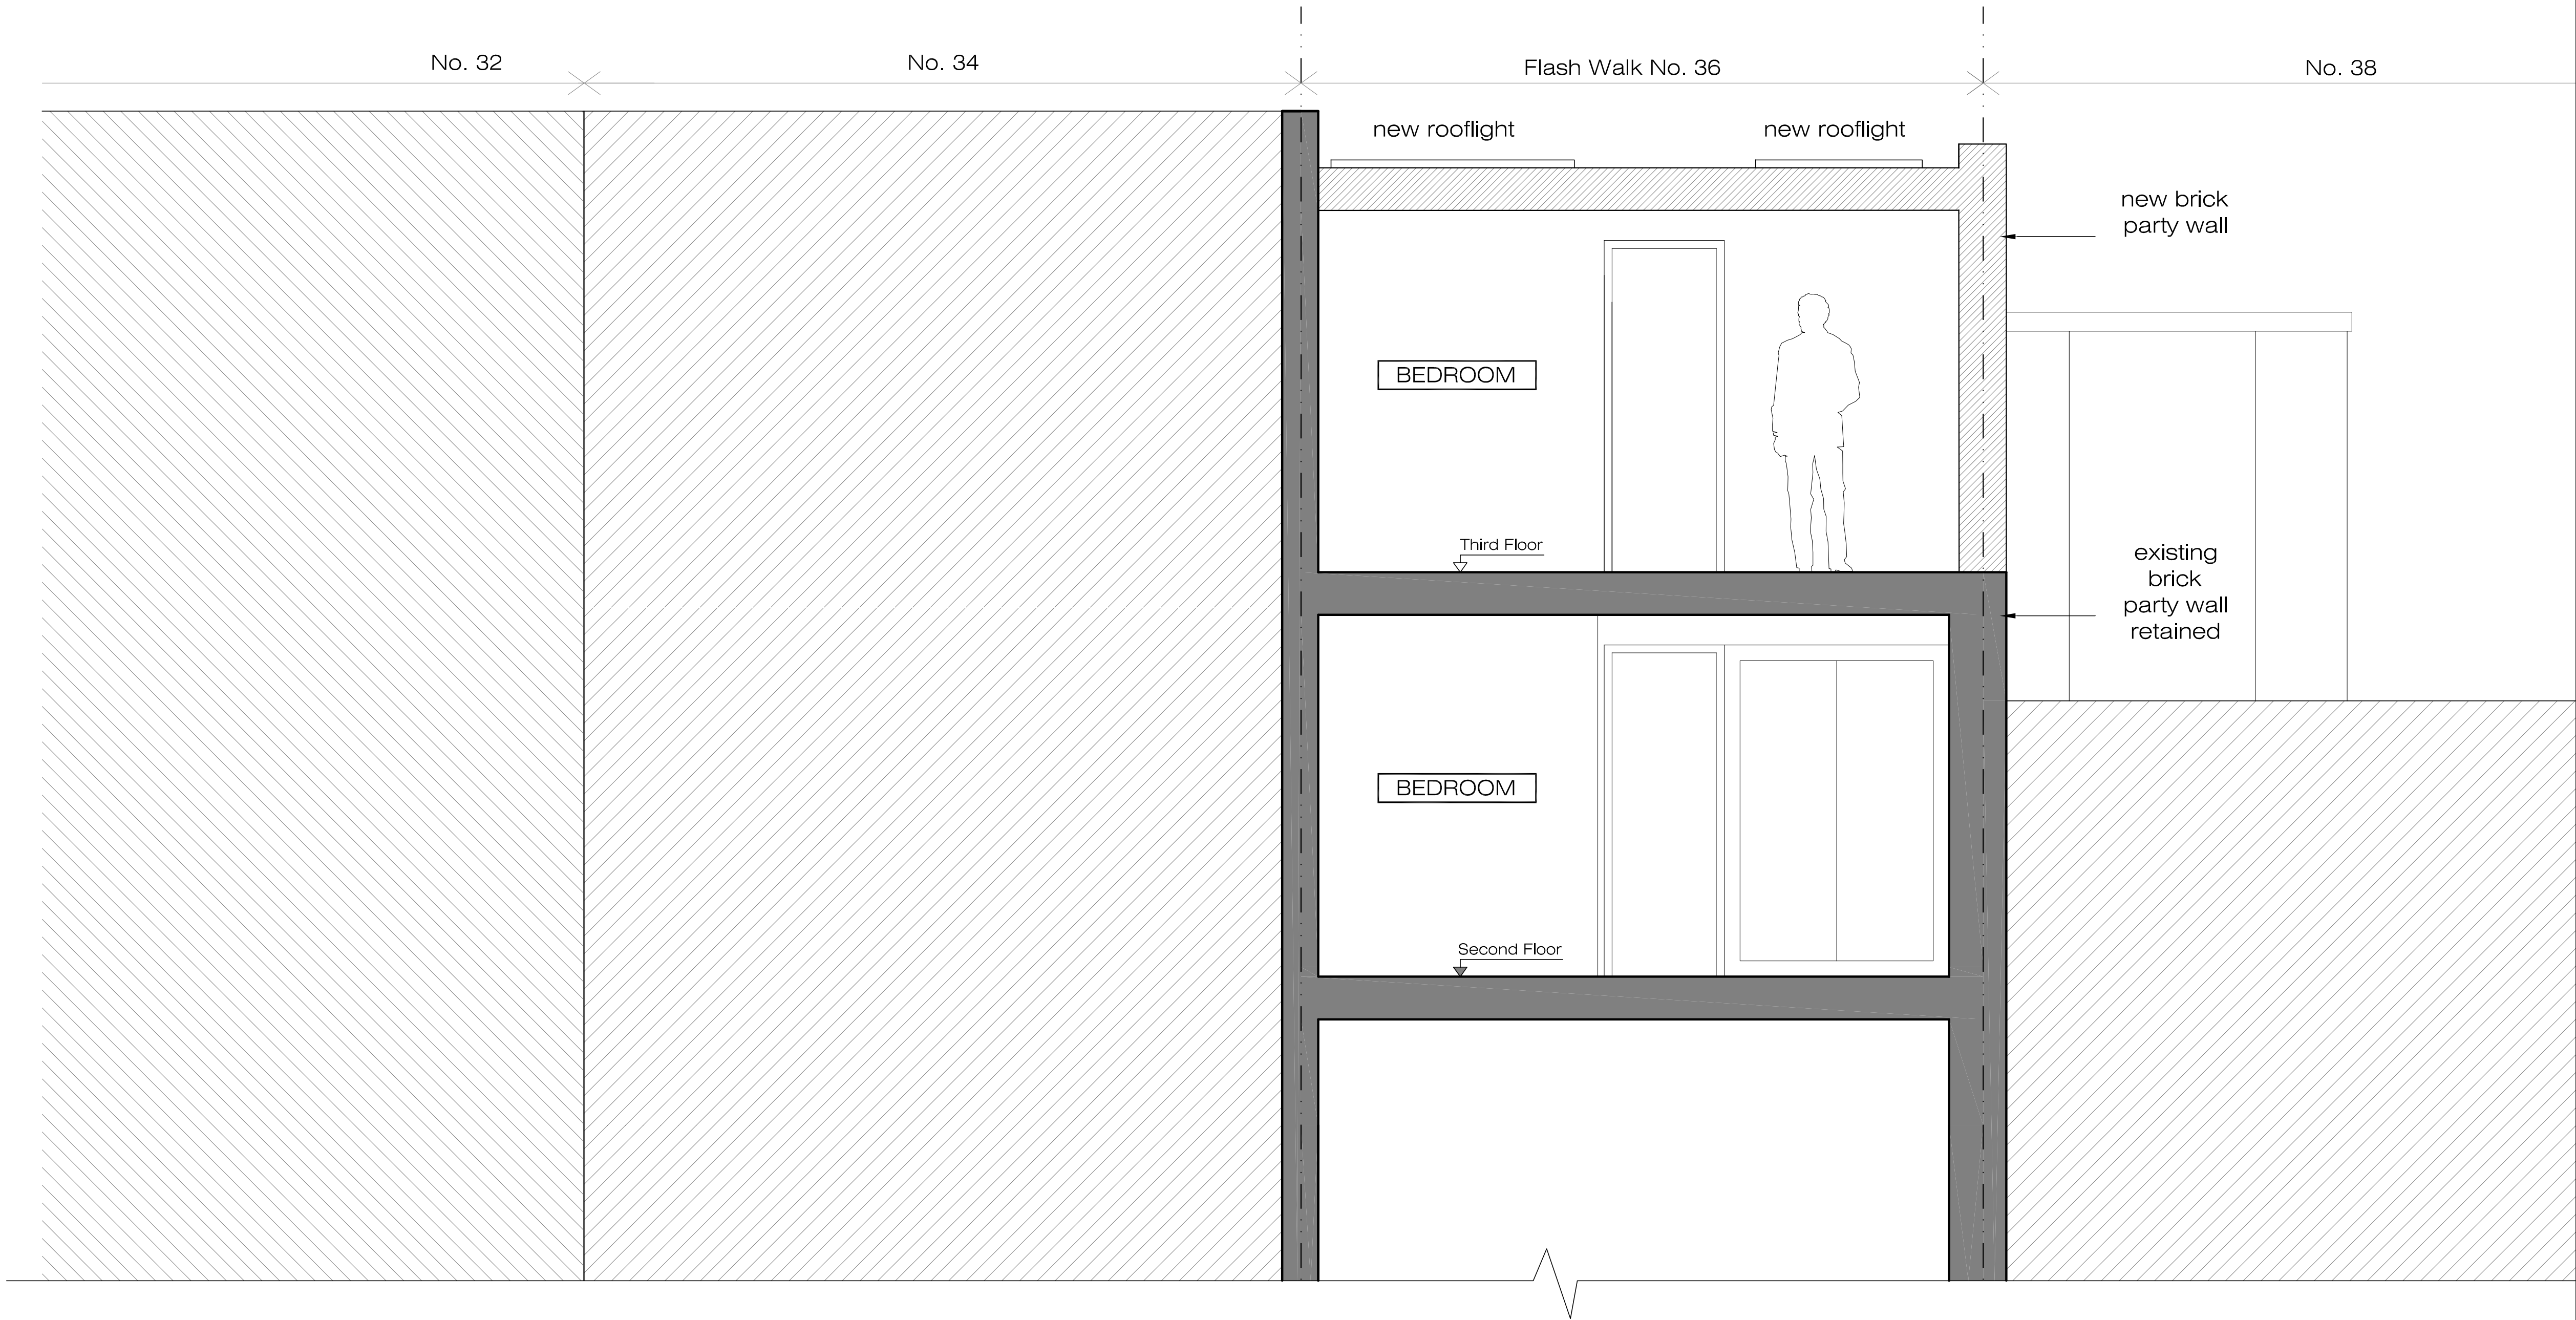 No. 32
No. 34
Flash Walk No. 36
No. 38
new rooflight
new rooflight
new brick
party wall
BEDROOM
Third Floor
existing
brick
party wall
retained
BEDROOM
Second Floor